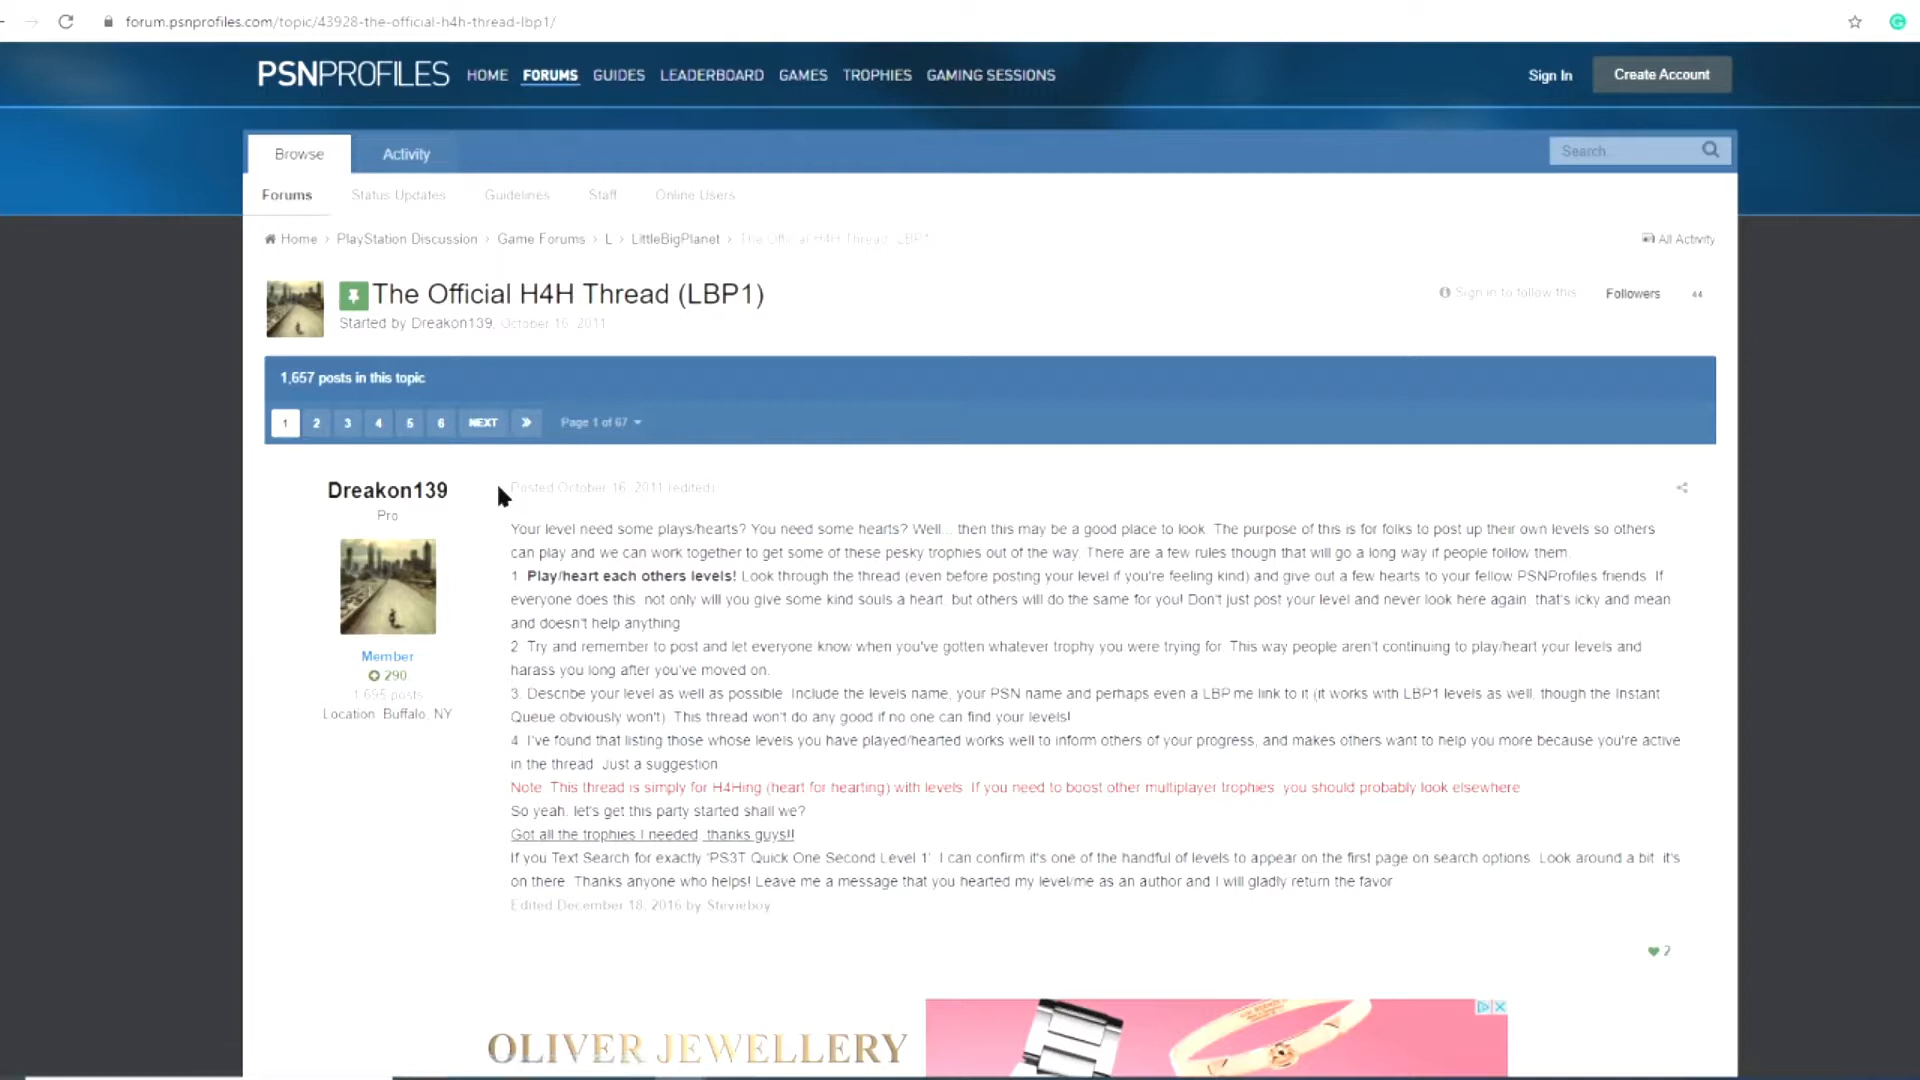 forum.psnprofiles.com/topic/43928-the-official-h4h-thread-lbp1/
PSNPROFILES HOME FORUMS GUIDES LEADERBOARD GAMES TROPHIES GAMING SESSIONS Sign In Create Account
Browse Activity Search...
Forums Status Updates Guidelines Staff Online Users
Home > PlayStation Discussion > Game Forums > L > LittleBigPlanet > The Official H4H Thread (LBP1) All Activity
The Official H4H Thread (LBP1)
Sign in to follow this Followers 44
Started by Dreakon139, October 16, 2011
1,657 posts in this topic
1 2 3 4 5 6 NEXT » Page 1 of 67
Dreakon139
Pro
Member
290
1,695 posts
Location: Buffalo, NY
Posted October 16, 2011 (edited)
Your level need some plays/hearts? You need some hearts? Well... then this may be a good place to look. The purpose of this is for folks to post up their own levels so others
can play and we can work together to get some of these pesky trophies out of the way. There are a few rules though that will go a long way if people follow them.
1. Play/heart each others levels! Look through the thread (even before posting your level if you're feeling kind) and give out a few hearts to your fellow PSNProfiles friends. If
everyone does this, not only will you give some kind souls a heart, but others will do the same for you! Don't just post your level and never look here again, that's icky and mean
and doesn't help anything.
2. Try and remember to post and let everyone know when you've gotten whatever trophy you were trying for. This way people aren't continuing to play/heart your levels and
harass you long after you've moved on.
3. Describe your level as well as possible. Include the levels name, your PSN name and perhaps even a LBP.me link to it (it works with LBP1 levels as well, though the Instant
Queue obviously won't). This thread won't do any good if no one can find your levels!
4. I've found that listing those whose levels you have played/hearted works well to inform others of your progress, and makes others want to help you more because you're active
in the thread. Just a suggestion.
Note: This thread is simply for H4Hing (heart for hearting) with levels. If you need to boost other multiplayer trophies, you should probably look elsewhere.
So yeah, let's get this party started shall we?
Got all the trophies I needed, thanks guys!!
If you Text Search for exactly 'PS3T Quick One Second Level 1', I can confirm it's one of the handful of levels to appear on the first page on search options. Look around a bit, it's
on there. Thanks anyone who helps! Leave me a message that you hearted my level/me as an author and I will gladly return the favor.
Edited December 18, 2016 by Stevieboy
2
OLIVER JEWELLERY